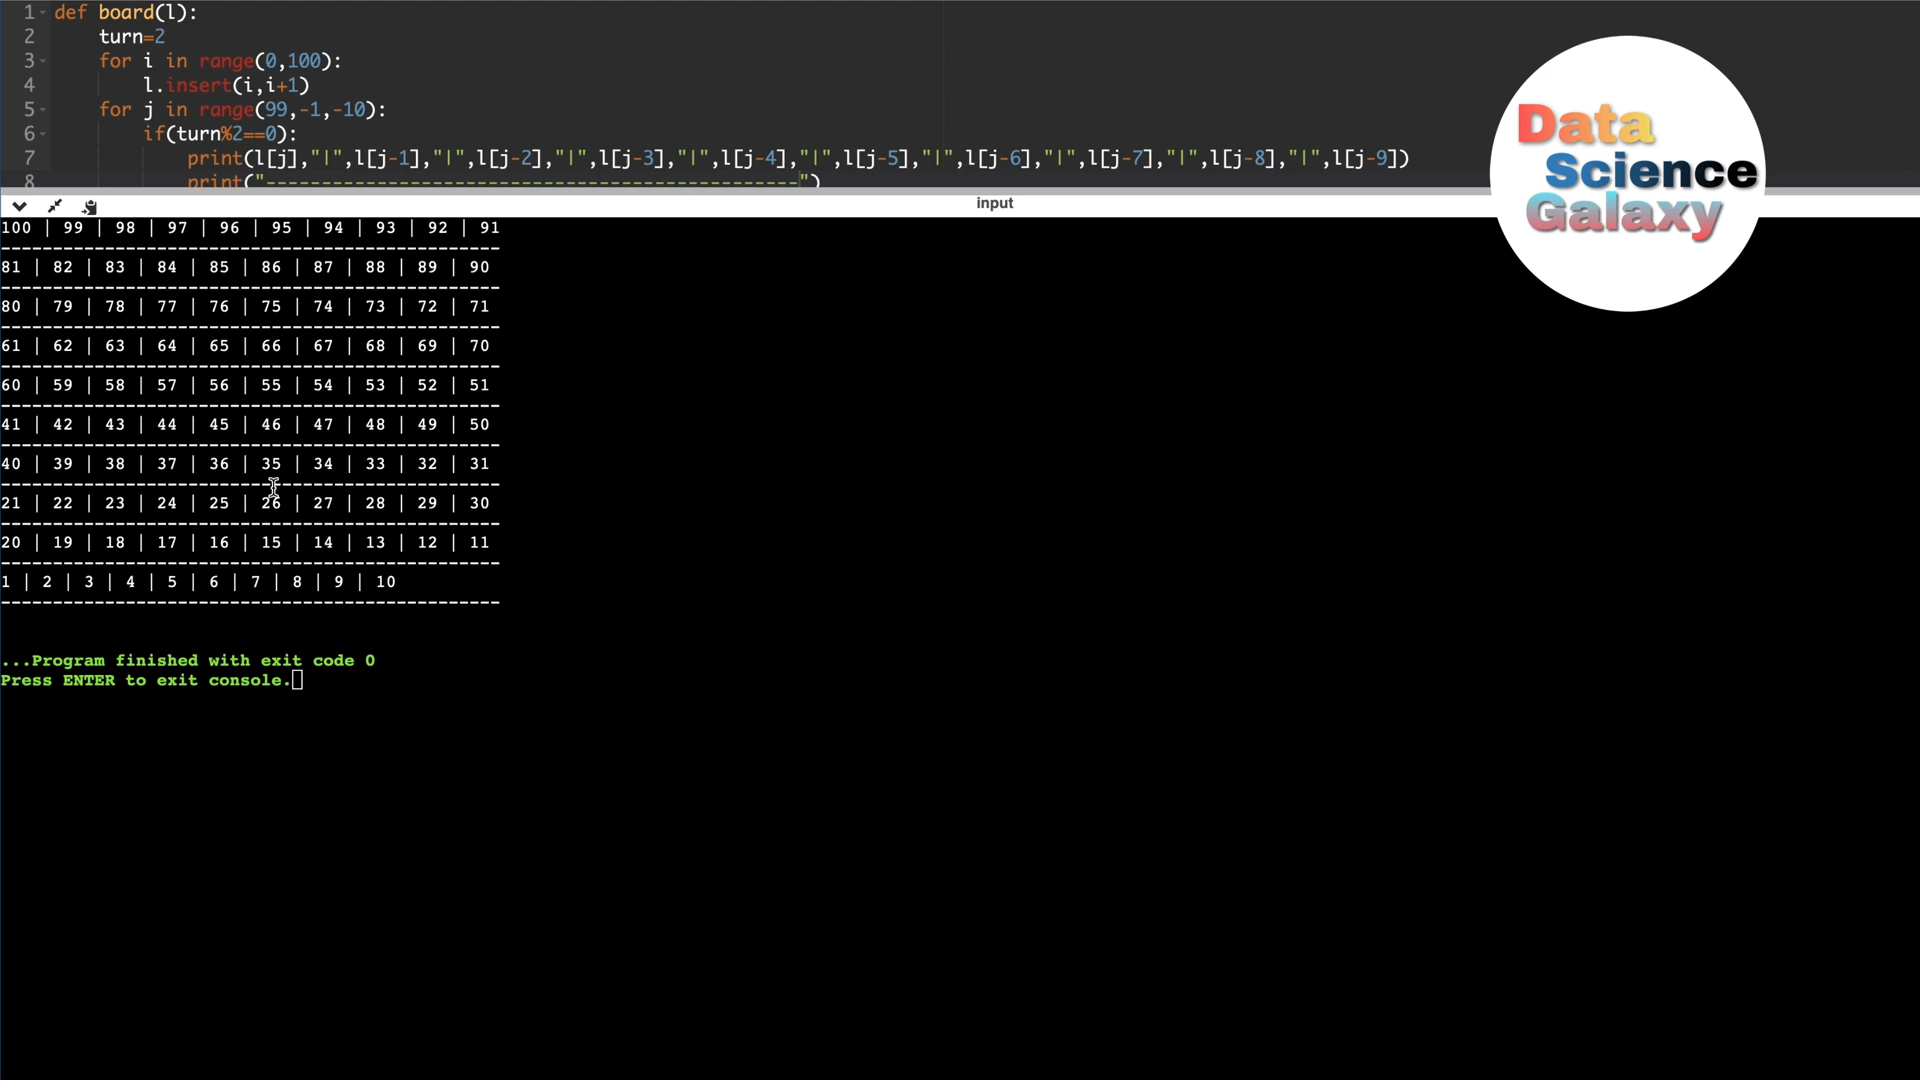 1 def board(l):
2 turn=2
3 for i in range(0,100):
4 l.insert(i,i+1)
5 for j in range(99,-1,-10):
6 if(turn%2==0):
7 print(l[j],"|",l[j-1],"|",l[j-2],"|",l[j-3],"|",l[j-4],"|",l[j-5],"|",l[j-6],"|",l[j-7],"|",l[j-8],"|",l[j-9])
8 print("------------------------------------------------")
Data
Science
Galaxy
input
100 | 99 | 98 | 97 | 96 | 95 | 94 | 93 | 92 | 91
------------------------------------------------
81 | 82 | 83 | 84 | 85 | 86 | 87 | 88 | 89 | 90
------------------------------------------------
80 | 79 | 78 | 77 | 76 | 75 | 74 | 73 | 72 | 71
------------------------------------------------
61 | 62 | 63 | 64 | 65 | 66 | 67 | 68 | 69 | 70
------------------------------------------------
60 | 59 | 58 | 57 | 56 | 55 | 54 | 53 | 52 | 51
------------------------------------------------
41 | 42 | 43 | 44 | 45 | 46 | 47 | 48 | 49 | 50
------------------------------------------------
40 | 39 | 38 | 37 | 36 | 35 | 34 | 33 | 32 | 31
------------------------------------------------
21 | 22 | 23 | 24 | 25 | 26 | 27 | 28 | 29 | 30
------------------------------------------------
20 | 19 | 18 | 17 | 16 | 15 | 14 | 13 | 12 | 11
------------------------------------------------
1 | 2 | 3 | 4 | 5 | 6 | 7 | 8 | 9 | 10
------------------------------------------------
...Program finished with exit code 0
Press ENTER to exit console.